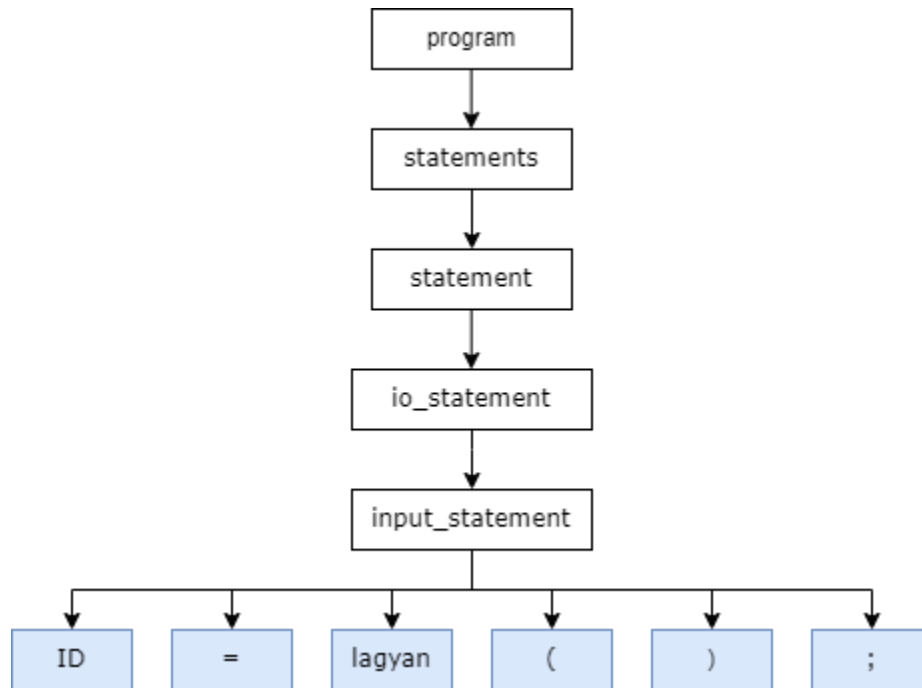 program
statements
statement
io_statement
input_statement
ID = lagyan ( ) ;